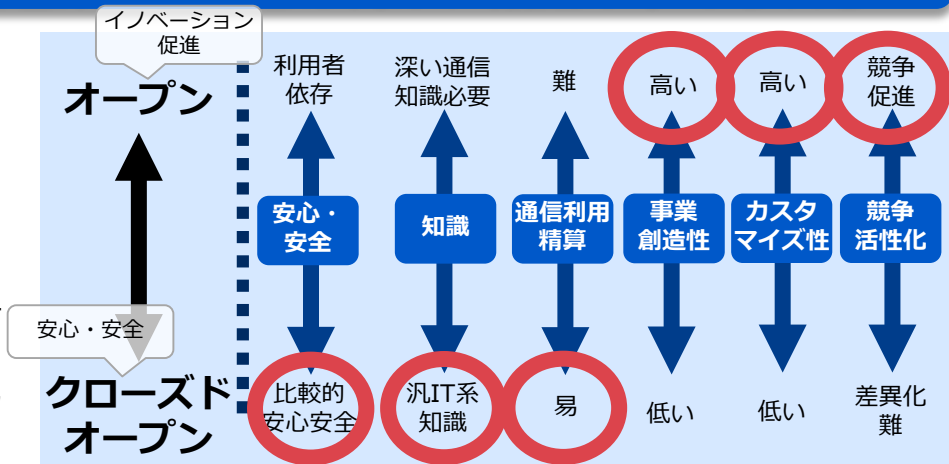 イノベーション
促進
オープン
安心・安全
クローズド
オープン
利用者
依存
安心・
安全
比較的
安心安全
深い通信
知識必要
知識
汎IT系
知識
難
通信利用
精算
易
高い
事業
創造性
低い
高い
カスタ
マイズ性
低い
競争
促進
競争
活性化
差異化
難